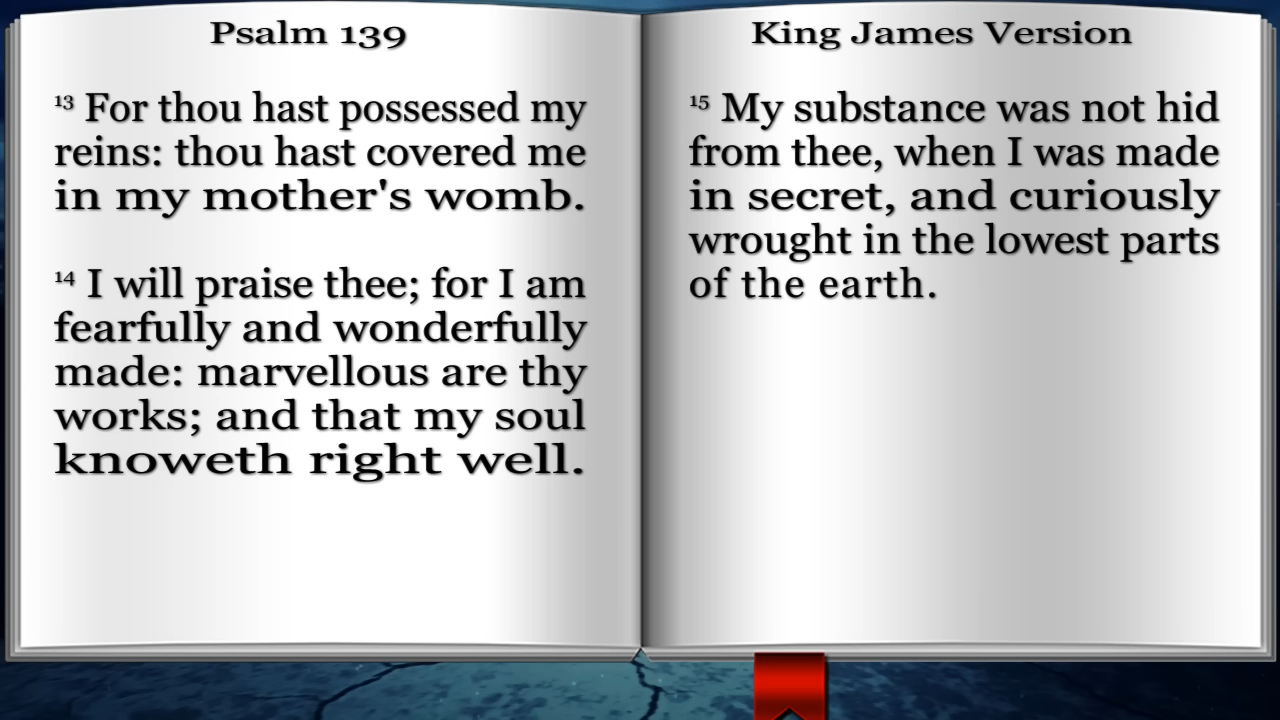 Psalm 139
13 For thou hast possessed my
reins: thou hast covered me
in my mother's womb.
14 I will praise thee; for I am
fearfully and wonderfully
made: marvellous are thy
works; and that my soul
knoweth right well.
King James Version
15 My substance was not hid
from thee, when I was made
in secret, and curiously
wrought in the lowest parts
of the earth.